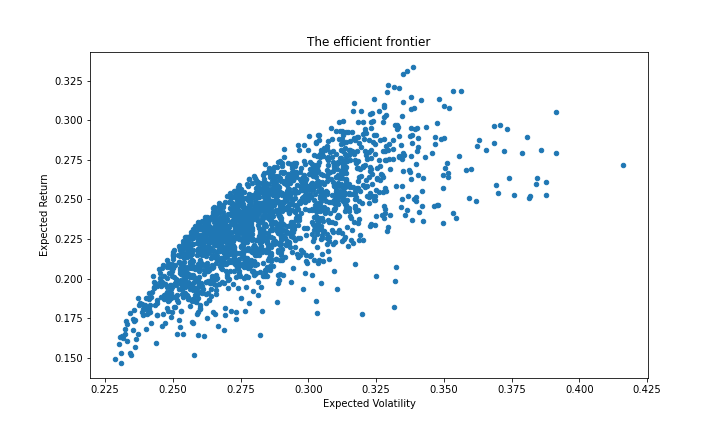 The efficient frontier
Expected Return
0.325
0.300
0.275
0.250
0.225
0.200
0.175
0.150
0.225 0.250 0.275 0.300 0.325 0.350 0.375 0.400 0.425
Expected Volatility